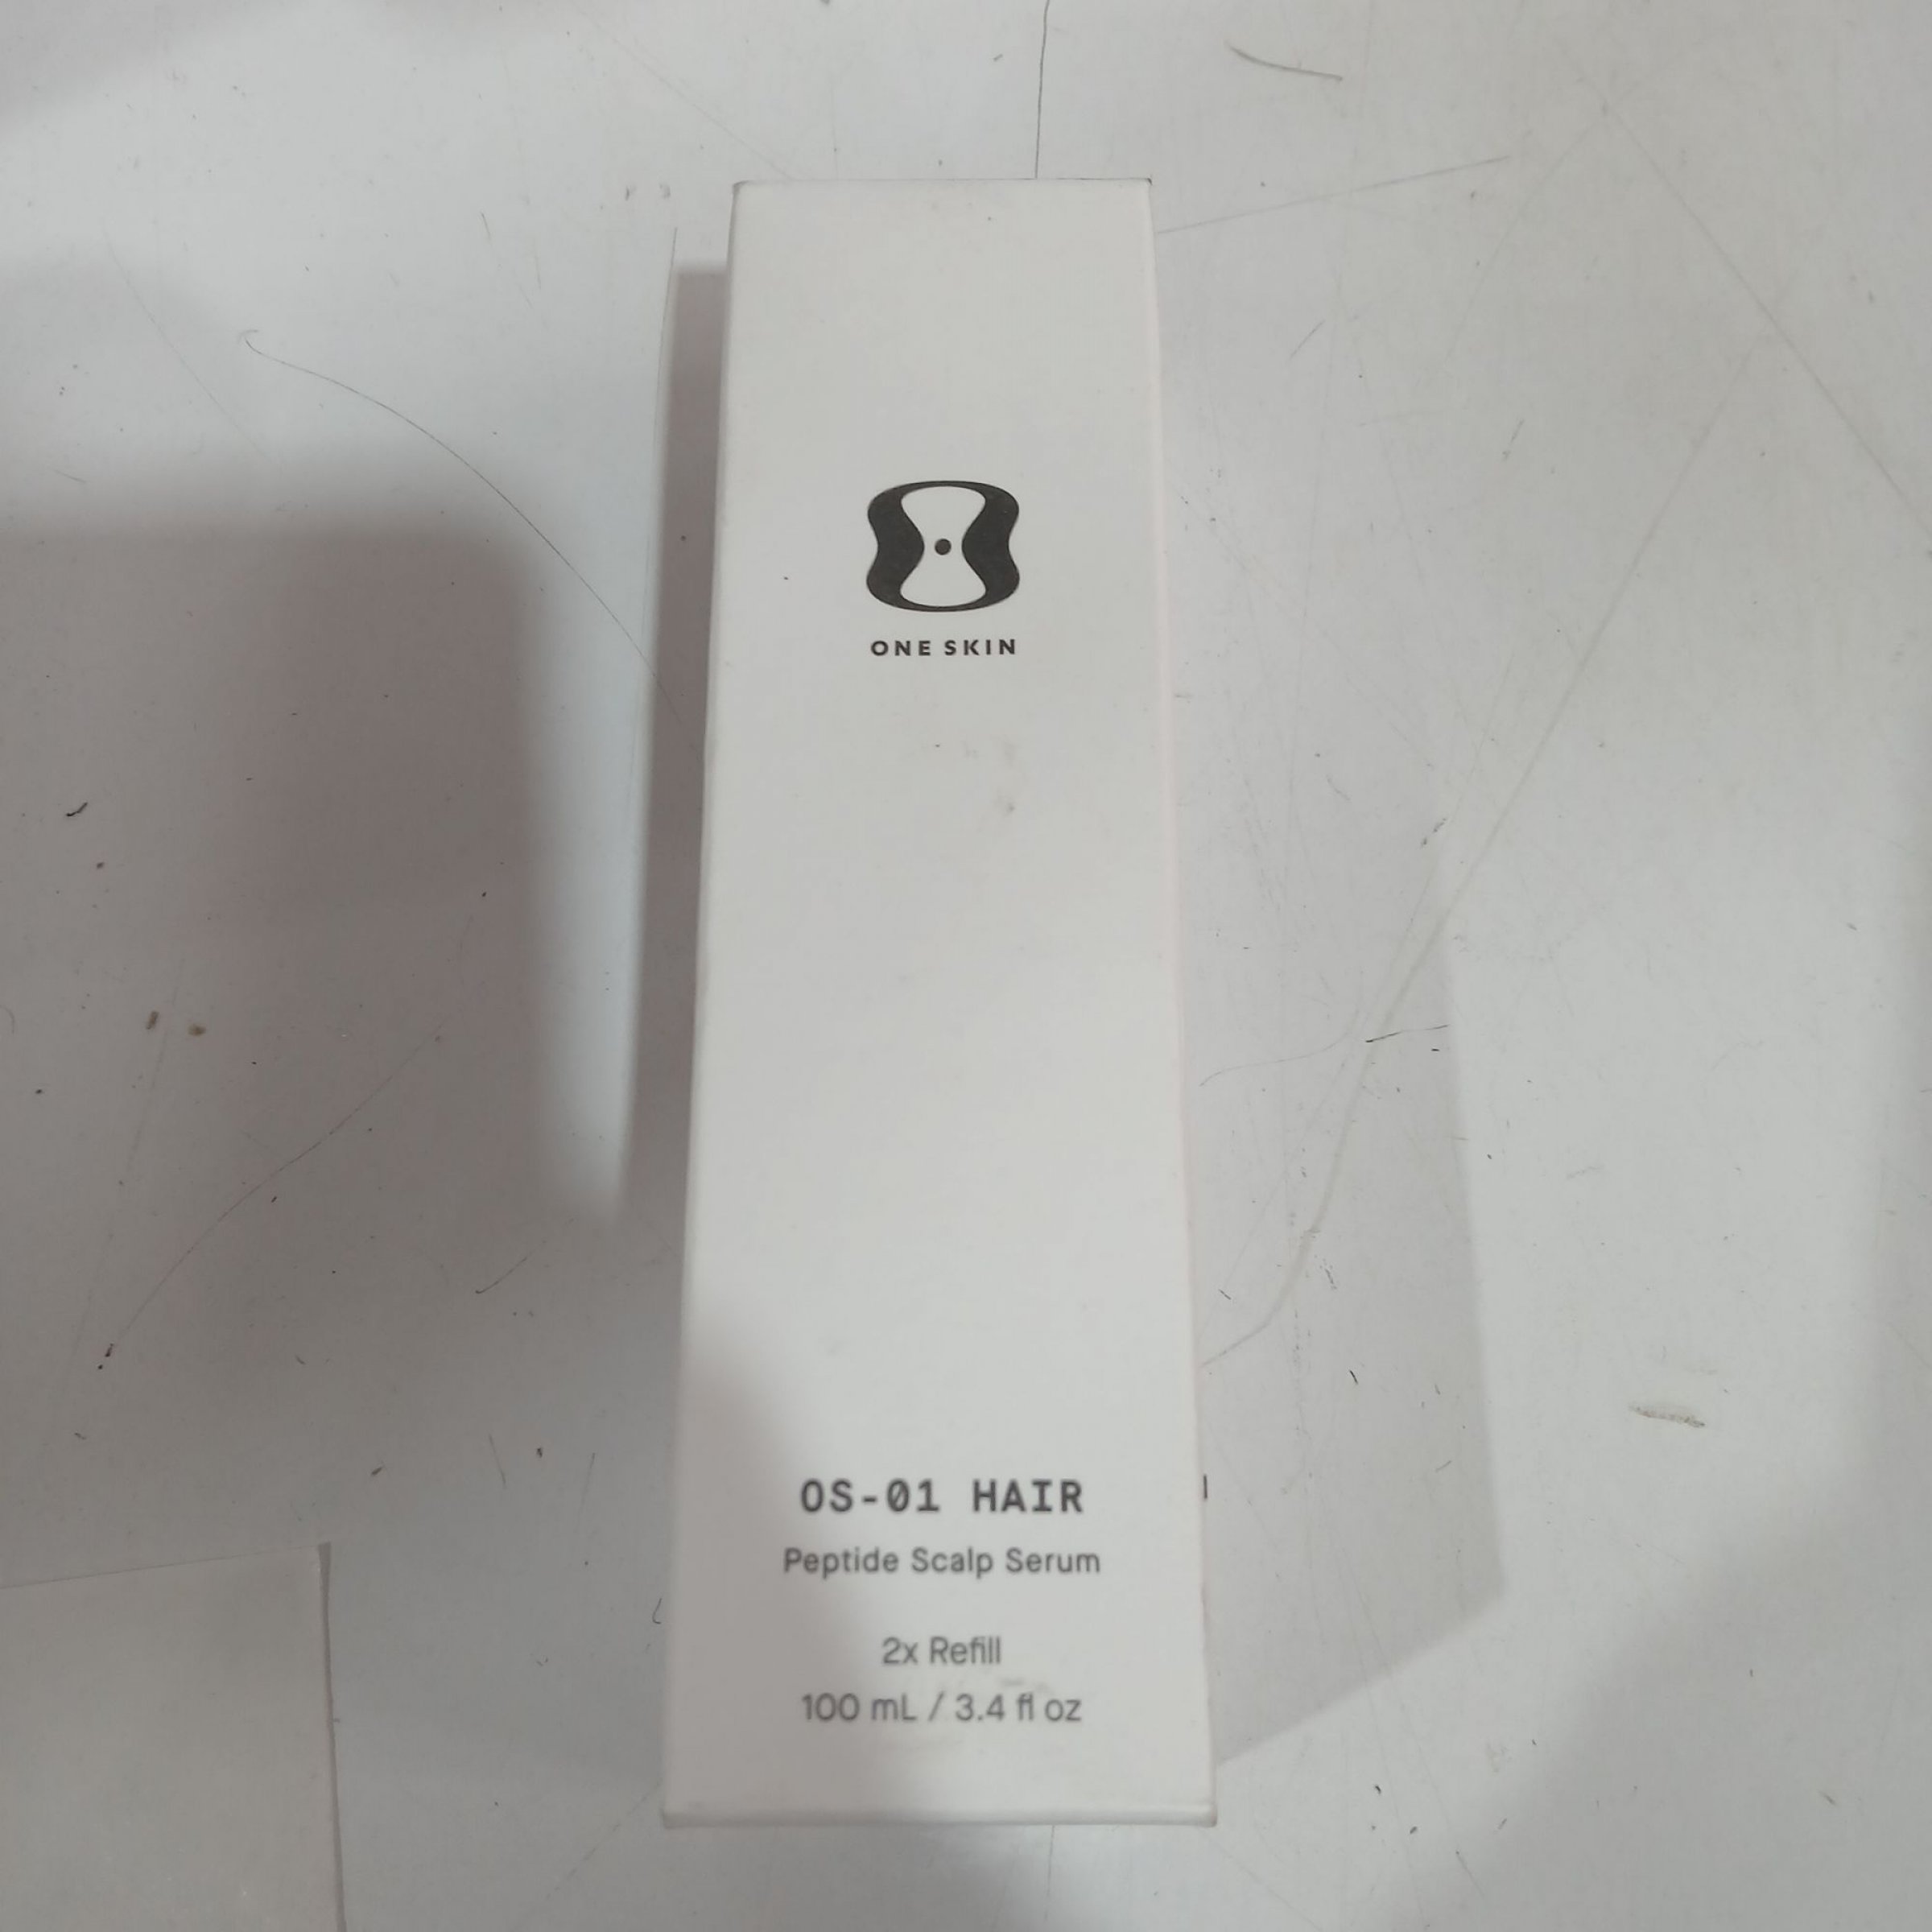 ONE SKIN
OS-01 HAIR
Peptide Scalp Serum
2x Refill
100 mL / 3.4 fl oz